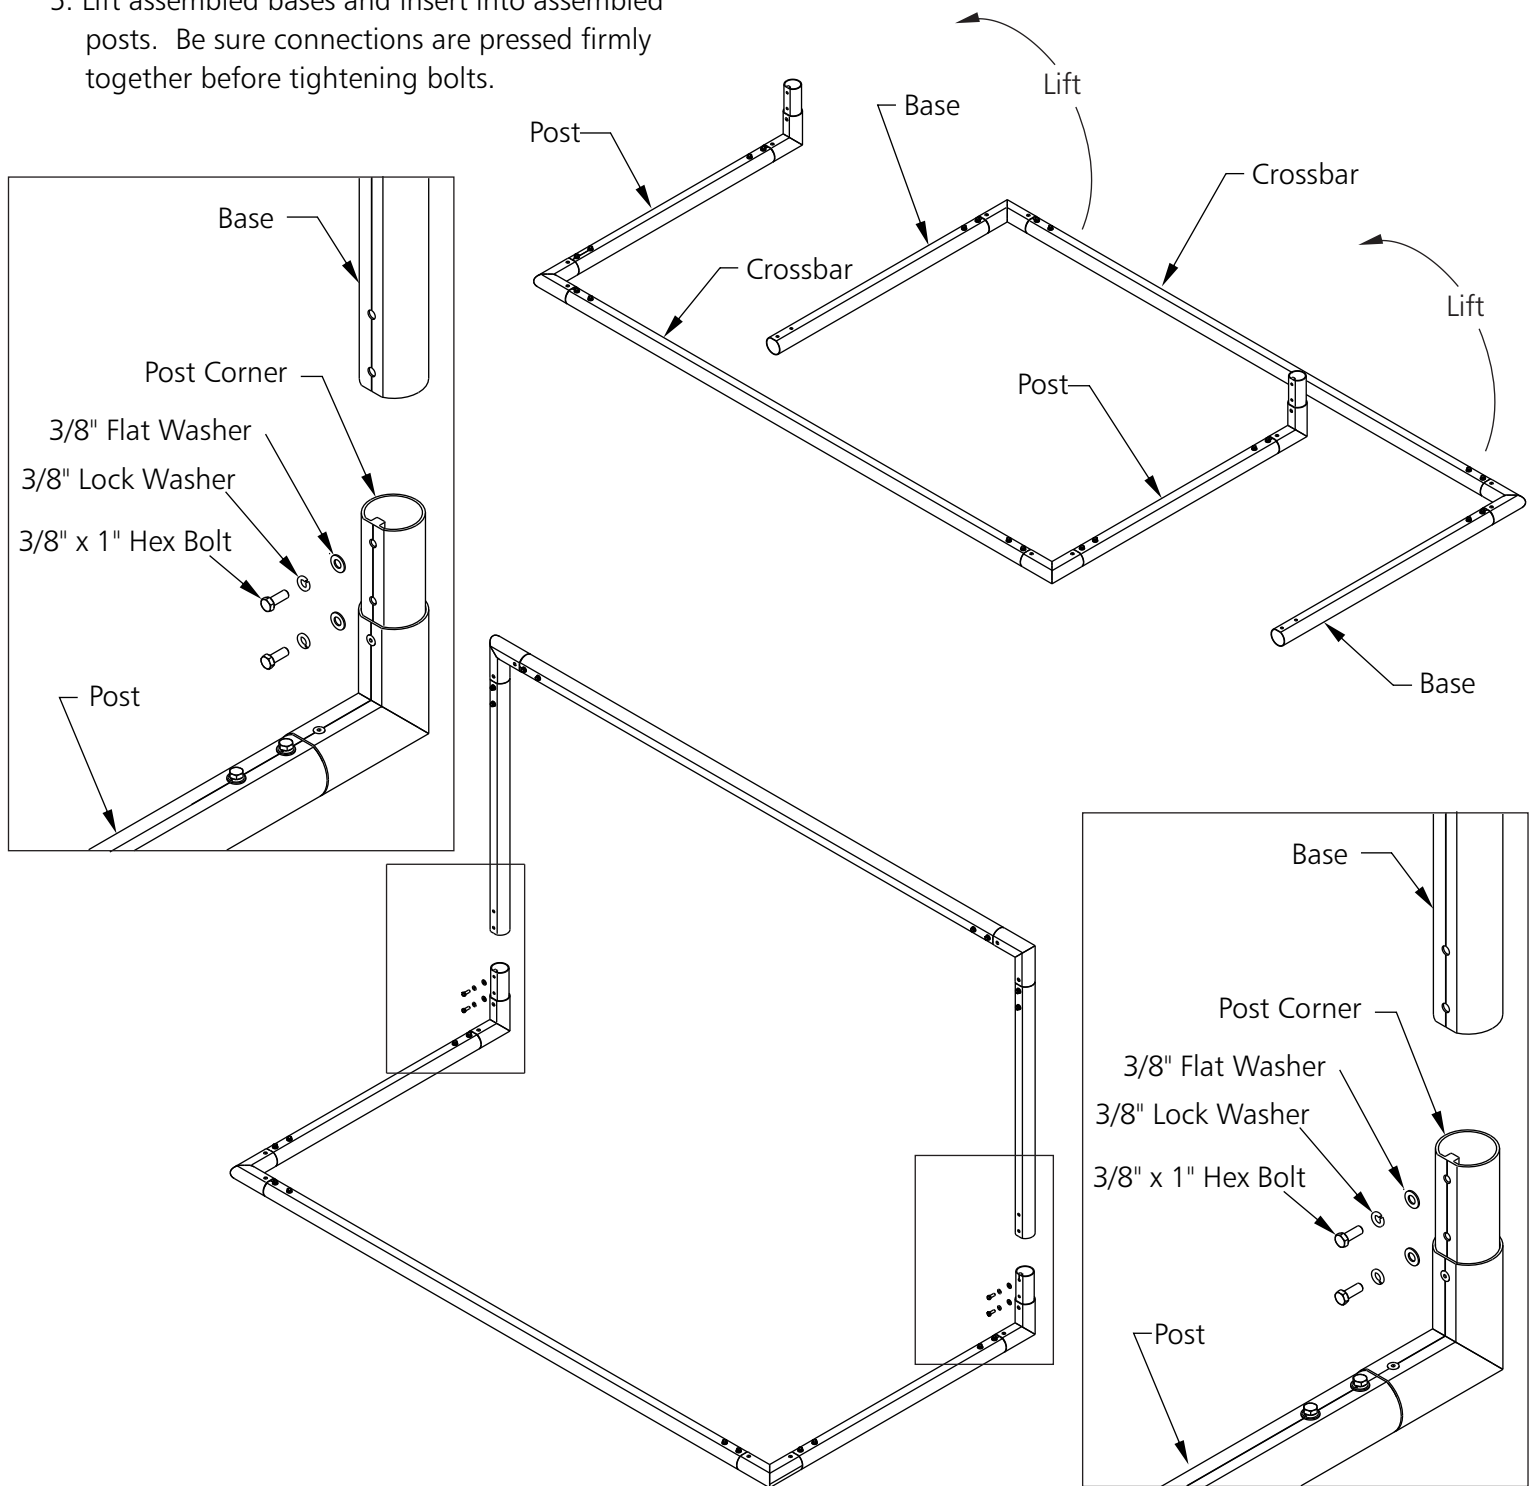 3. Lift assembled bases and insert into assembled
posts. Be sure connections are pressed firmly
together before tightening bolts.
Lift
Base
Post
Crossbar
Crossbar
Lift
Post
Base
Base
Post Corner
3/8" Flat Washer
3/8" Lock Washer
3/8" x 1" Hex Bolt
Post
Base
Base
Post Corner
3/8" Flat Washer
3/8" Lock Washer
3/8" x 1" Hex Bolt
Post